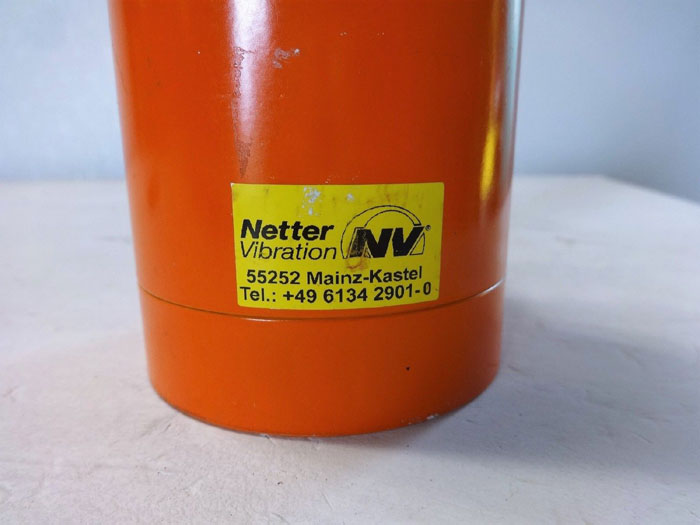 Netter
Vibration
NV®
55252 Mainz-Kastel
Tel.: +49 6134 2901-0